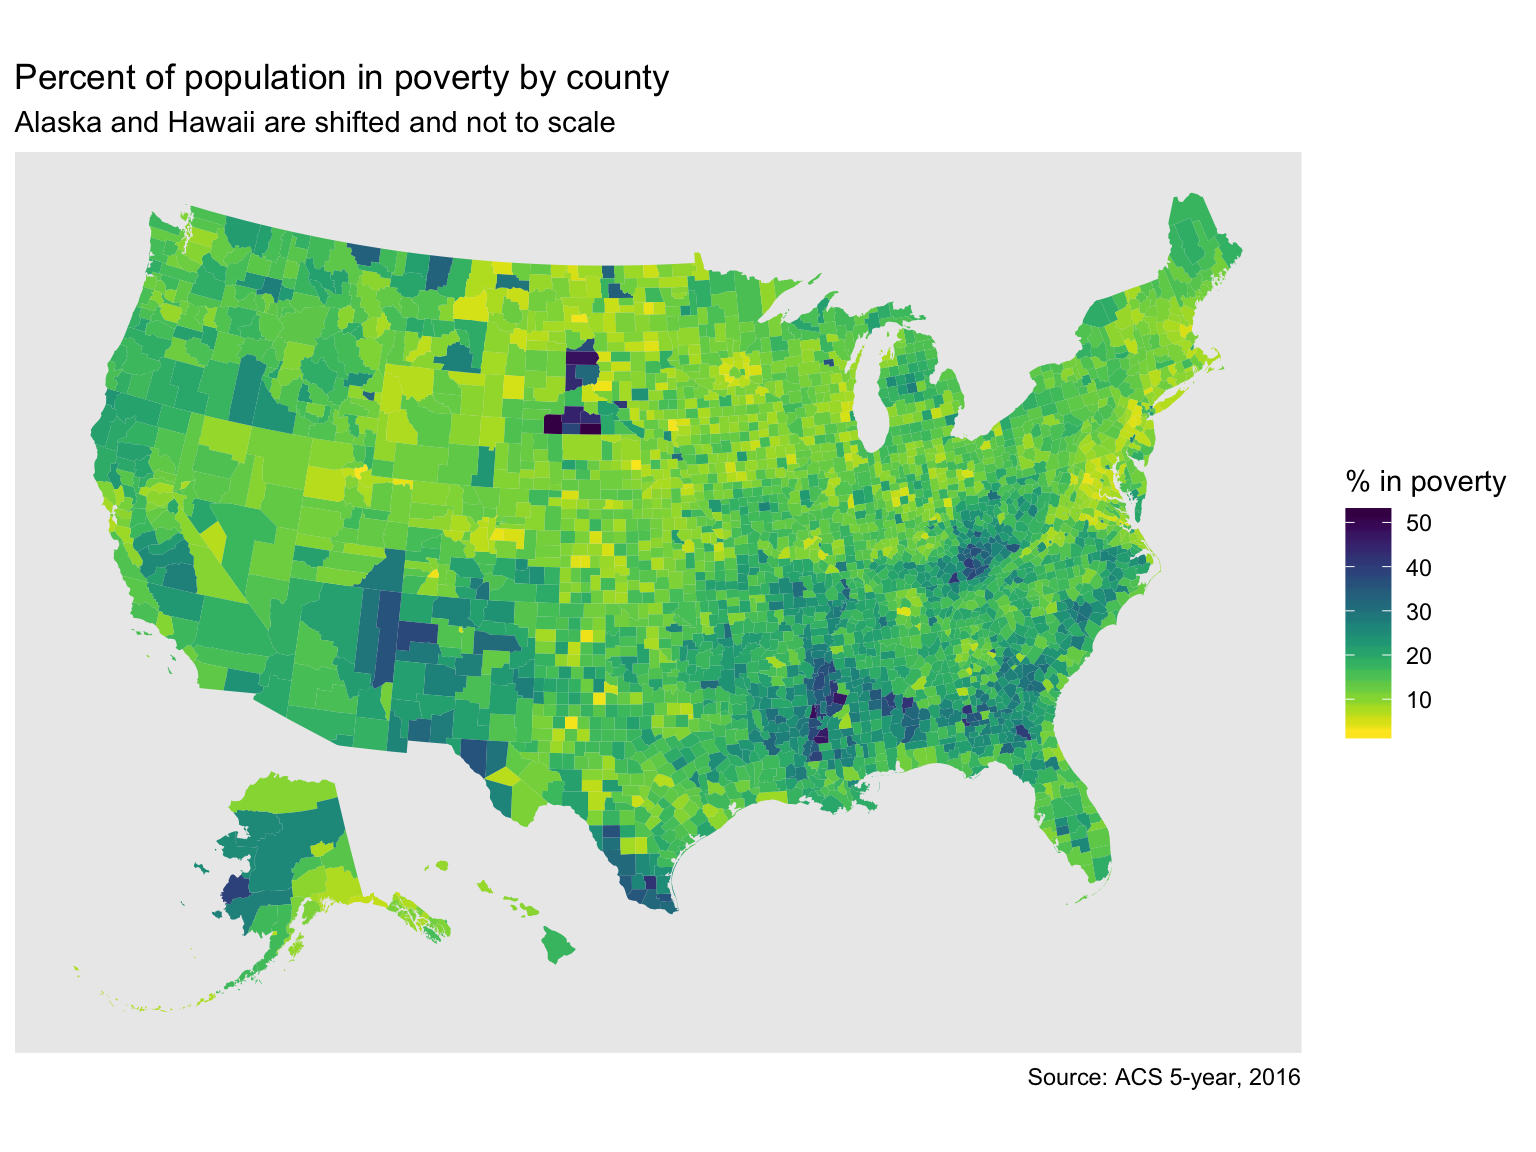 Percent of population in poverty by county
Alaska and Hawaii are shifted and not to scale
% in poverty
50
40
30
20
10
Source: ACS 5-year, 2016